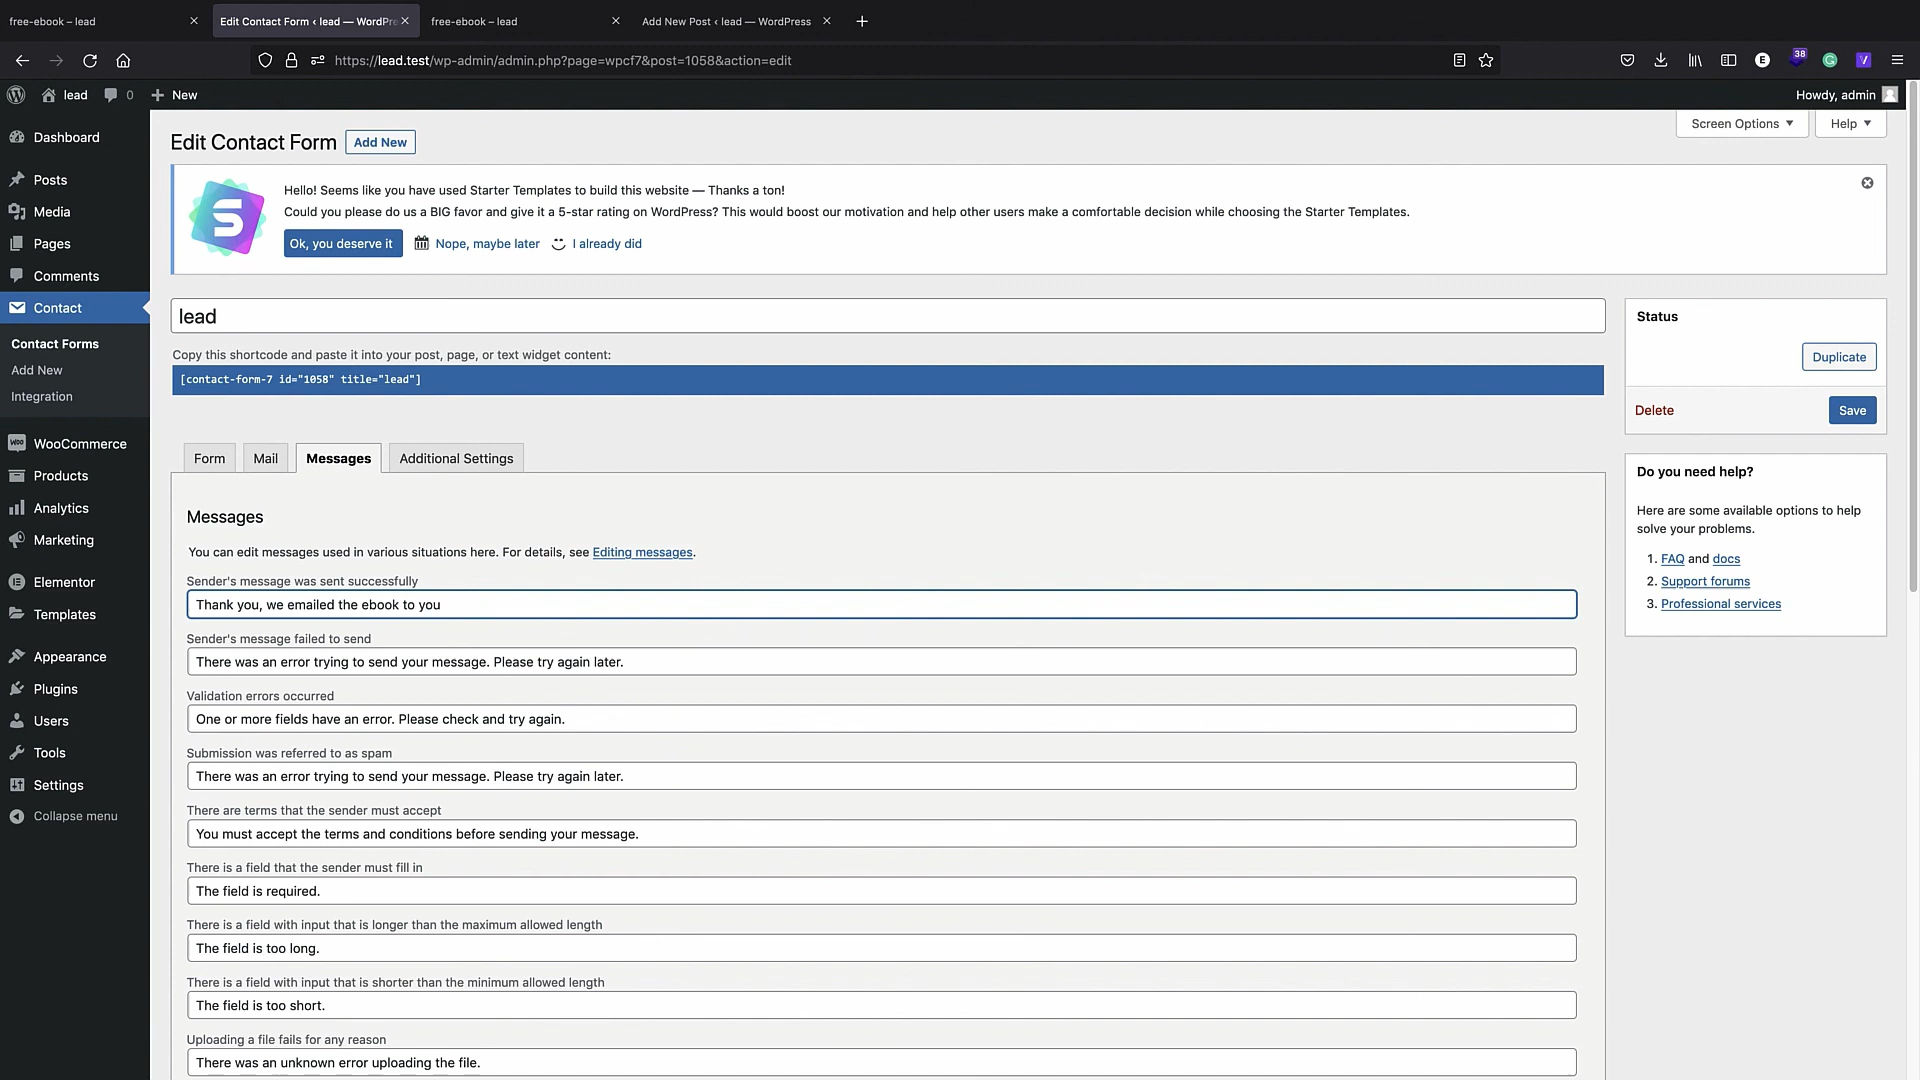 free-ebook – lead
Edit Contact Form ‹ lead — WordPre
free-ebook – lead
Add New Post ‹ lead — WordPress
https://lead.test/wp-admin/admin.php?page=wpcf7&post=1058&action=edit
38
lead
0
New
Howdy, admin
Dashboard
Posts
Media
Pages
Comments
Contact
Contact Forms
Add New
Integration
WooCommerce
Products
Analytics
Marketing
Elementor
Templates
Appearance
Plugins
Users
Tools
Settings
Collapse menu
Screen Options
Help
Edit Contact Form
Add New
Hello! Seems like you have used Starter Templates to build this website — Thanks a ton!
Could you please do us a BIG favor and give it a 5-star rating on WordPress? This would boost our motivation and help other users make a comfortable decision while choosing the Starter Templates.
Ok, you deserve it
Nope, maybe later
I already did
lead
Copy this shortcode and paste it into your post, page, or text widget content:
[contact-form-7 id="1058" title="lead"]
Form
Mail
Messages
Additional Settings
Messages
You can edit messages used in various situations here. For details, see Editing messages.
Sender's message was sent successfully
Thank you, we emailed the ebook to you
Sender's message failed to send
There was an error trying to send your message. Please try again later.
Validation errors occurred
One or more fields have an error. Please check and try again.
Submission was referred to as spam
There was an error trying to send your message. Please try again later.
There are terms that the sender must accept
You must accept the terms and conditions before sending your message.
There is a field that the sender must fill in
The field is required.
There is a field with input that is longer than the maximum allowed length
The field is too long.
There is a field with input that is shorter than the minimum allowed length
The field is too short.
Uploading a file fails for any reason
There was an unknown error uploading the file.
Status
Duplicate
Delete
Save
Do you need help?
Here are some available options to help
solve your problems.
1. FAQ and docs
2. Support forums
3. Professional services